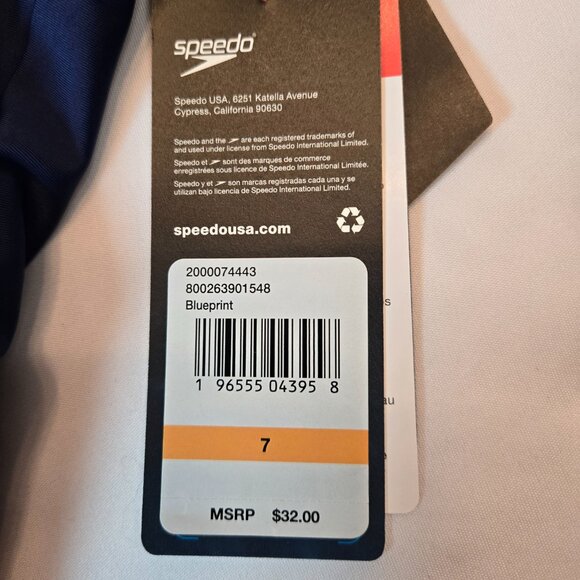 speedo
Speedo USA, 6251 Katella Avenue
Cypress, California 90630
Speedo and the are each registered trademarks of
and used under license from Speedo International Limited.
Speedo et sont des marques de commerce
enregistrées sous licence de Speedo International Limitée.
Speedo y et son marcas registradas cada una y se
utilizan bajo licencia de Speedo International Limited.
speedousa.com
2000074443
800263901548
Blueprint
1 96555 04395 8
7
MSRP $32.00
s
au
e